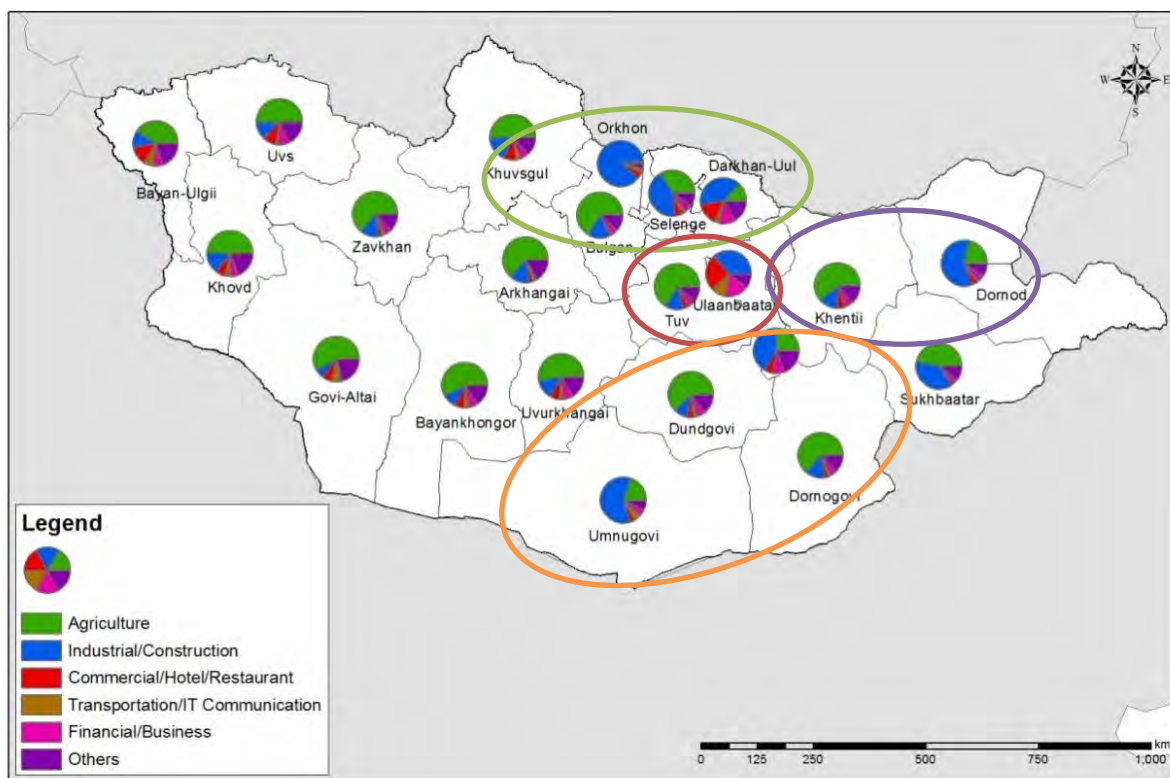 N
W E
S
Orkhon
Uvs
Khuvsgul
Darkhan-Uul
Bayan-Ulgii
Selenge
Zavkhan
Bulgan
Khovd
Arkhangai
Ulaanbaatar
Dornod
Tuv
Khentii
Govi-Altai
Sukhbaatar
Bayankhongor
Uvurkhangai
Dundgovi
Dornogovi
Umnugovi
Legend
Agriculture
Industrial/Construction
Commercial/Hotel/Restaurant
Transportation/IT Communication
Financial/Business
Others
km
0 125 250 500 750 1,000